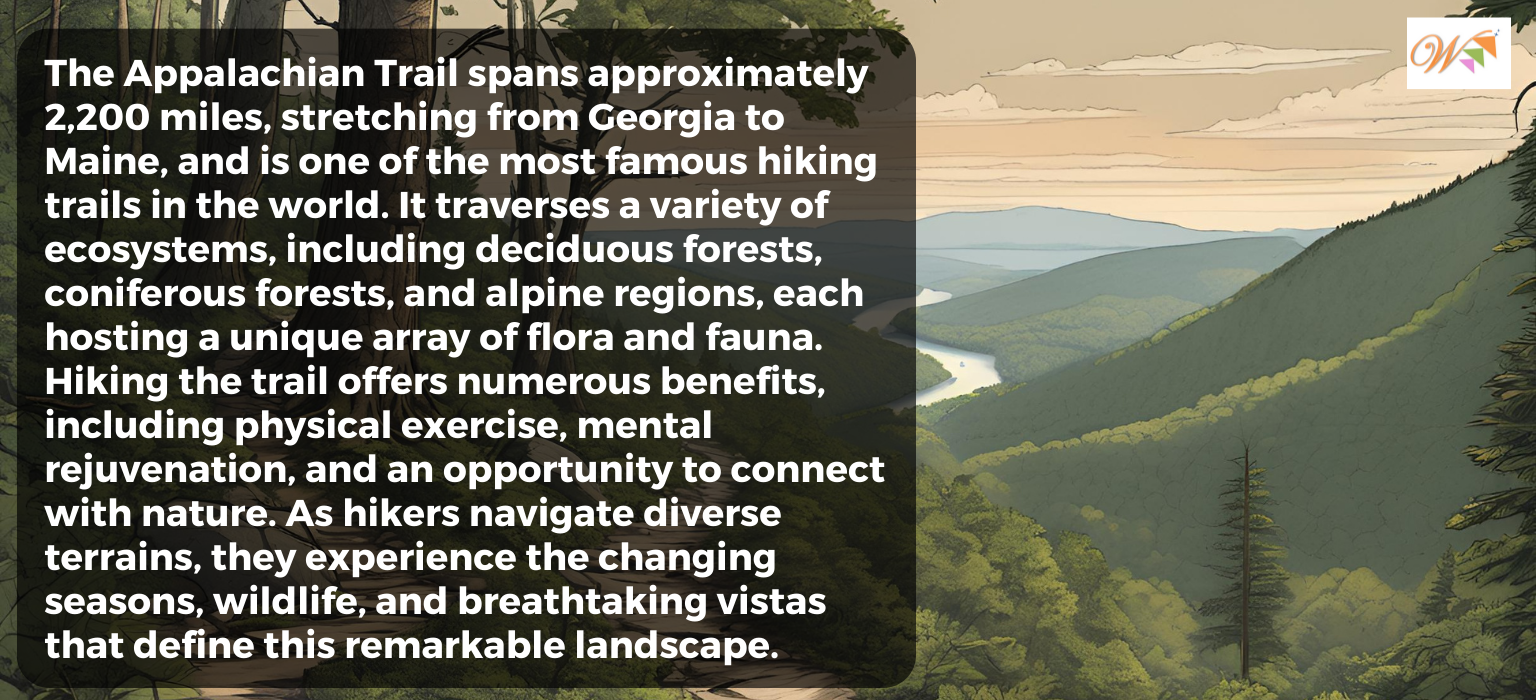 The Appalachian Trail spans approximately
2,200 miles, stretching from Georgia to
Maine, and is one of the most famous hiking
trails in the world. It traverses a variety of
ecosystems, including deciduous forests,
coniferous forests, and alpine regions, each
hosting a unique array of flora and fauna.
Hiking the trail offers numerous benefits,
including physical exercise, mental
rejuvenation, and an opportunity to connect
with nature. As hikers navigate diverse
terrains, they experience the changing
seasons, wildlife, and breathtaking vistas
that define this remarkable landscape.
W